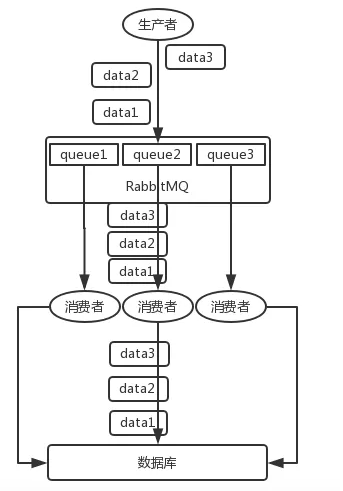 生产者
data3
data2
data1
queue1 queue2 queue3
RabbitMQ
data3
data2
data1
消费者 消费者 消费者
data3
data2
data1
数据库